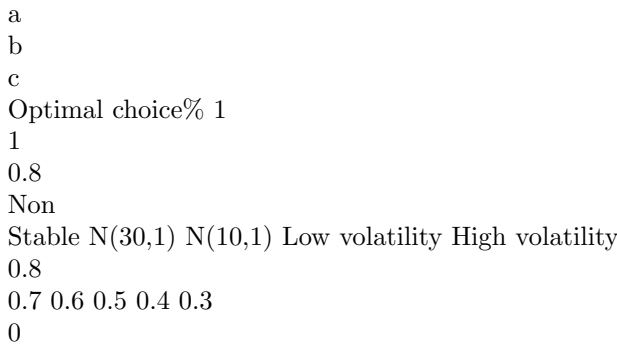 a
b
c
Optimal choice% 1
1
0.8
Non
Stable N(30,1) N(10,1) Low volatility High volatility
0.8
0.7 0.6 0.5 0.4 0.3
0